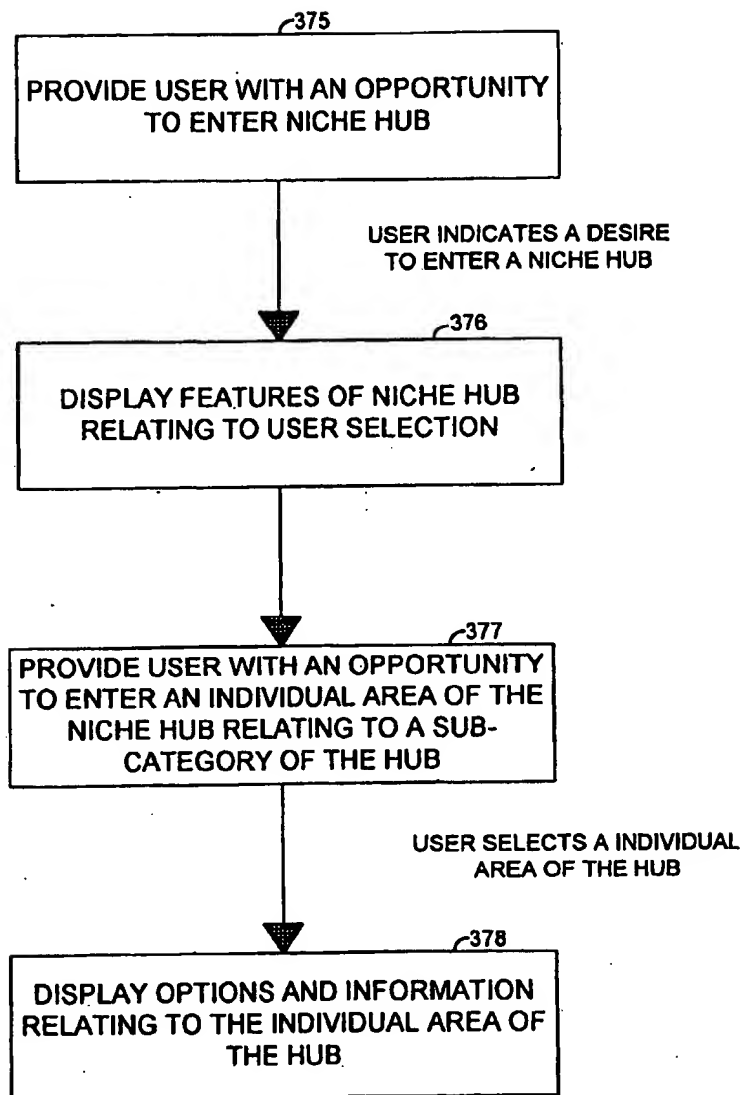 375
PROVIDE USER WITH AN OPPORTUNITY
TO ENTER NICHE HUB
USER INDICATES A DESIRE
TO ENTER A NICHE HUB
376
DISPLAY FEATURES OF NICHE HUB
RELATING TO USER SELECTION
377
PROVIDE USER WITH AN OPPORTUNITY
TO ENTER AN INDIVIDUAL AREA OF THE
NICHE HUB RELATING TO A SUB-
CATEGORY OF THE HUB
USER SELECTS A INDIVIDUAL
AREA OF THE HUB
378
DISPLAY OPTIONS AND INFORMATION
RELATING TO THE INDIVIDUAL AREA OF
THE HUB